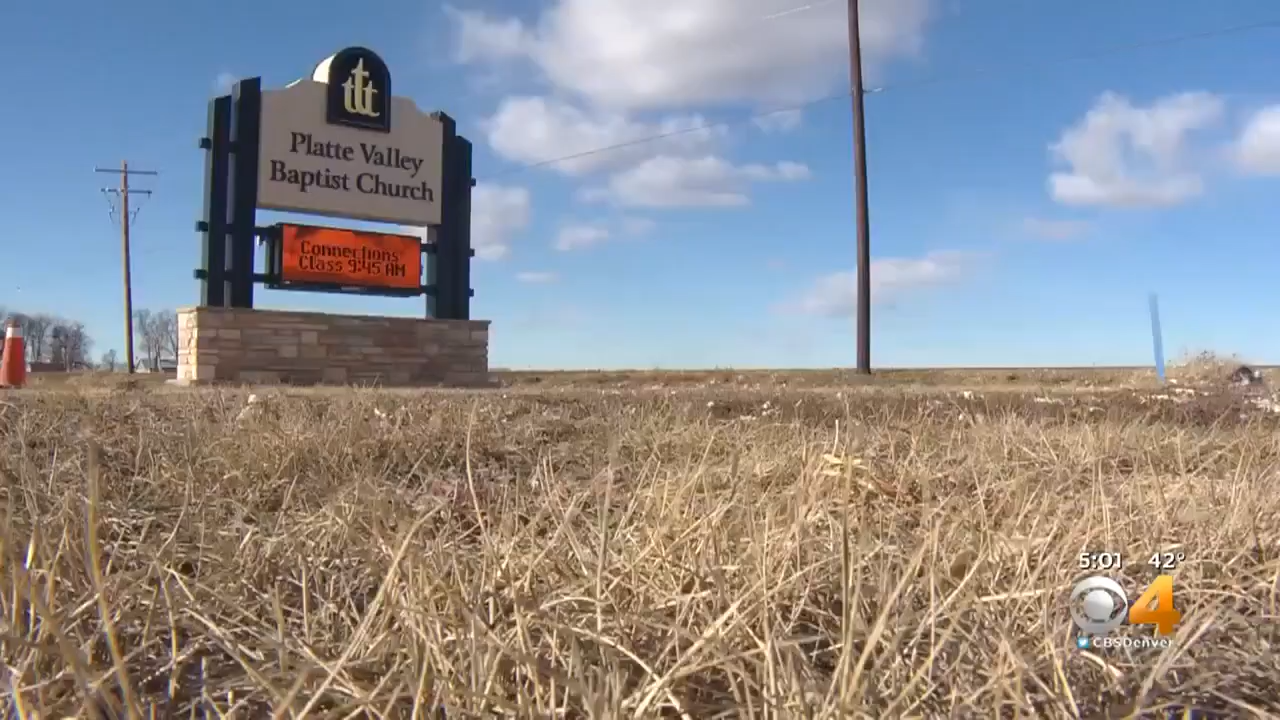 Platte Valley
Baptist Church
Connections
Class 9:45 AM
5:01 42°
4
CBSDenver